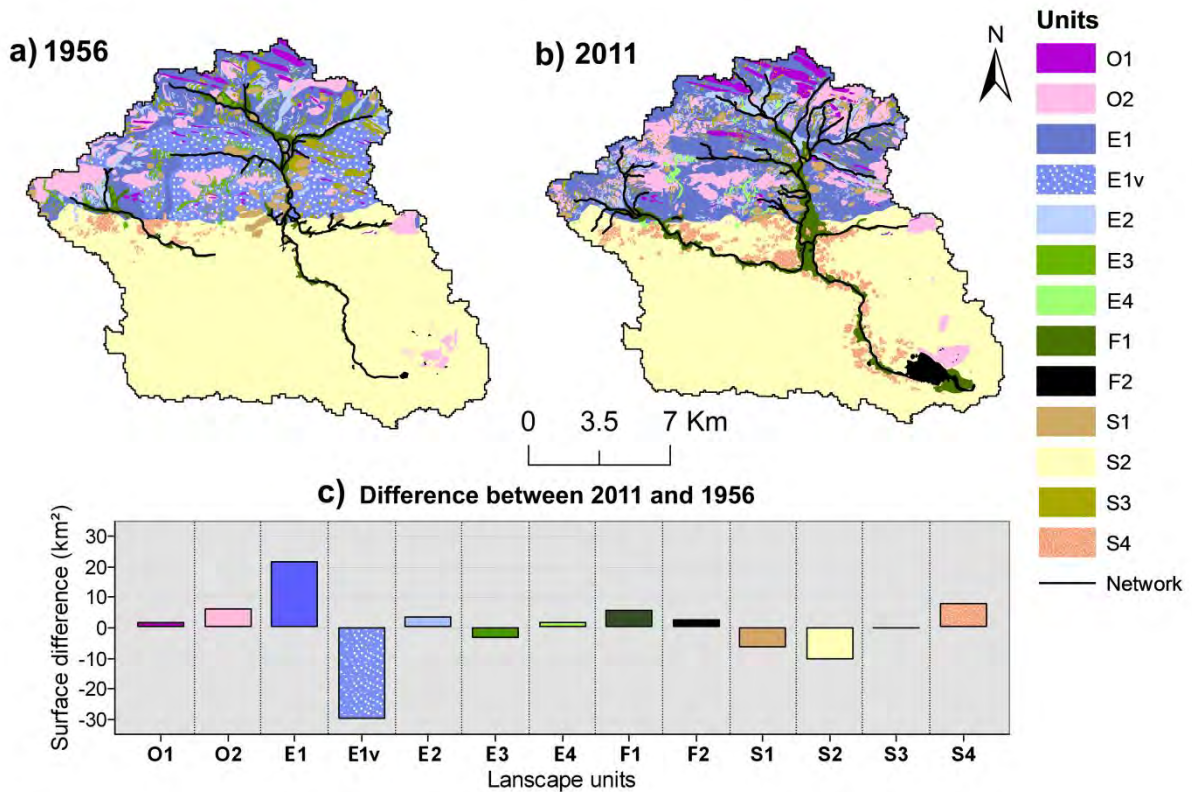 a) 1956
b) 2011
N
Units
O1
O2
E1
E1v
E2
E3
E4
F1
F2
S1
S2
S3
S4
Network
0 3.5 7 Km
c) Difference between 2011 and 1956
Surface difference (km²)
30
20
10
0
-10
-20
-30
O1 O2 E1 E1v E2 E3 E4 F1 F2 S1 S2 S3 S4
Lanscape units